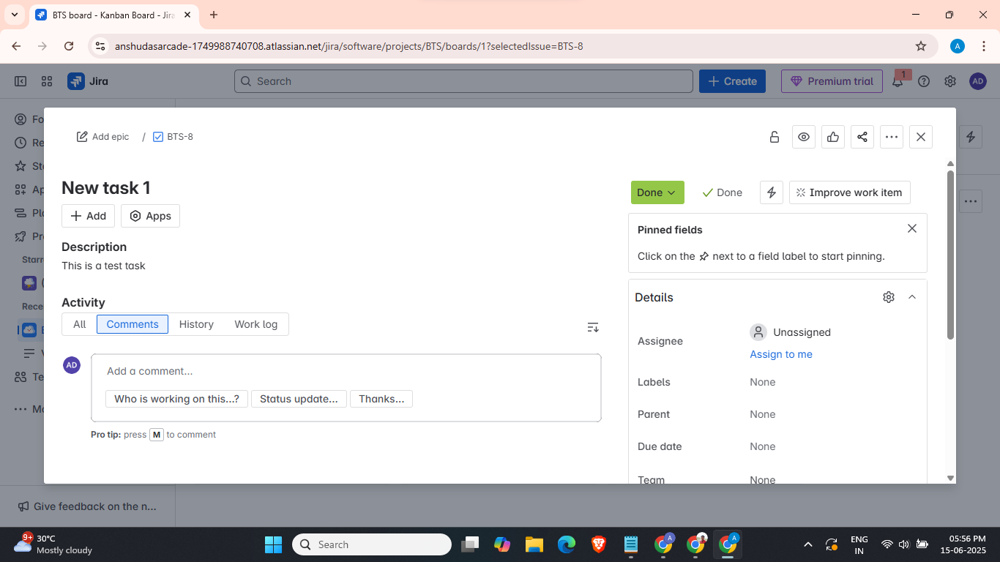 BTS board - Kanban Board - Jira
anshudasarcade-1749988740708.atlassian.net/jira/software/projects/BTS/boards/1?selectedIssue=BTS-8
A
Jira
Search
Create
Premium trial
1
AD
Fo
Re
Sta
Ap
Pla
Pro
Starr
Rece
Te
Mo
Give feedback on the n...
Add epic / BTS-8
New task 1
Add
Apps
Description
This is a test task
Activity
All
Comments
History
Work log
AD
Add a comment...
Who is working on this...?
Status update...
Thanks...
Pro tip: press M to comment
Done
Done
Improve work item
Pinned fields
Click on the next to a field label to start pinning.
Details
Assignee
Unassigned
Assign to me
Labels
None
Parent
None
Due date
None
Team
None
9+
30°C
Mostly cloudy
Search
A
A
ENG
IN
05:56 PM
15-06-2025